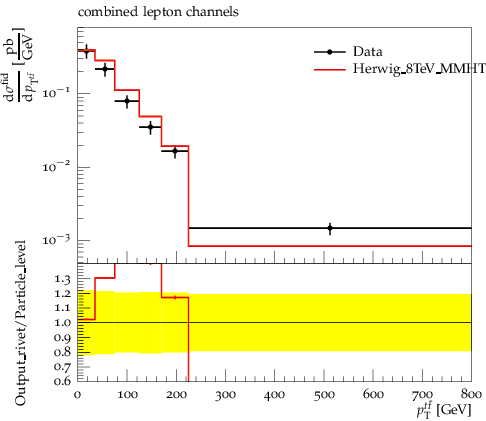 combined lepton channels
dσ^fid / dp_T^{tt̄} [pb / GeV]
Data
Herwig_8TeV_MMHT
10^−1
10^−2
10^−3
Output_rivet/Particle_level
1.3
1.2
1.1
1.0
0.9
0.8
0.7
0.6
0 100 200 300 400 500 600 700 800
p_T^{tt̄} [GeV]